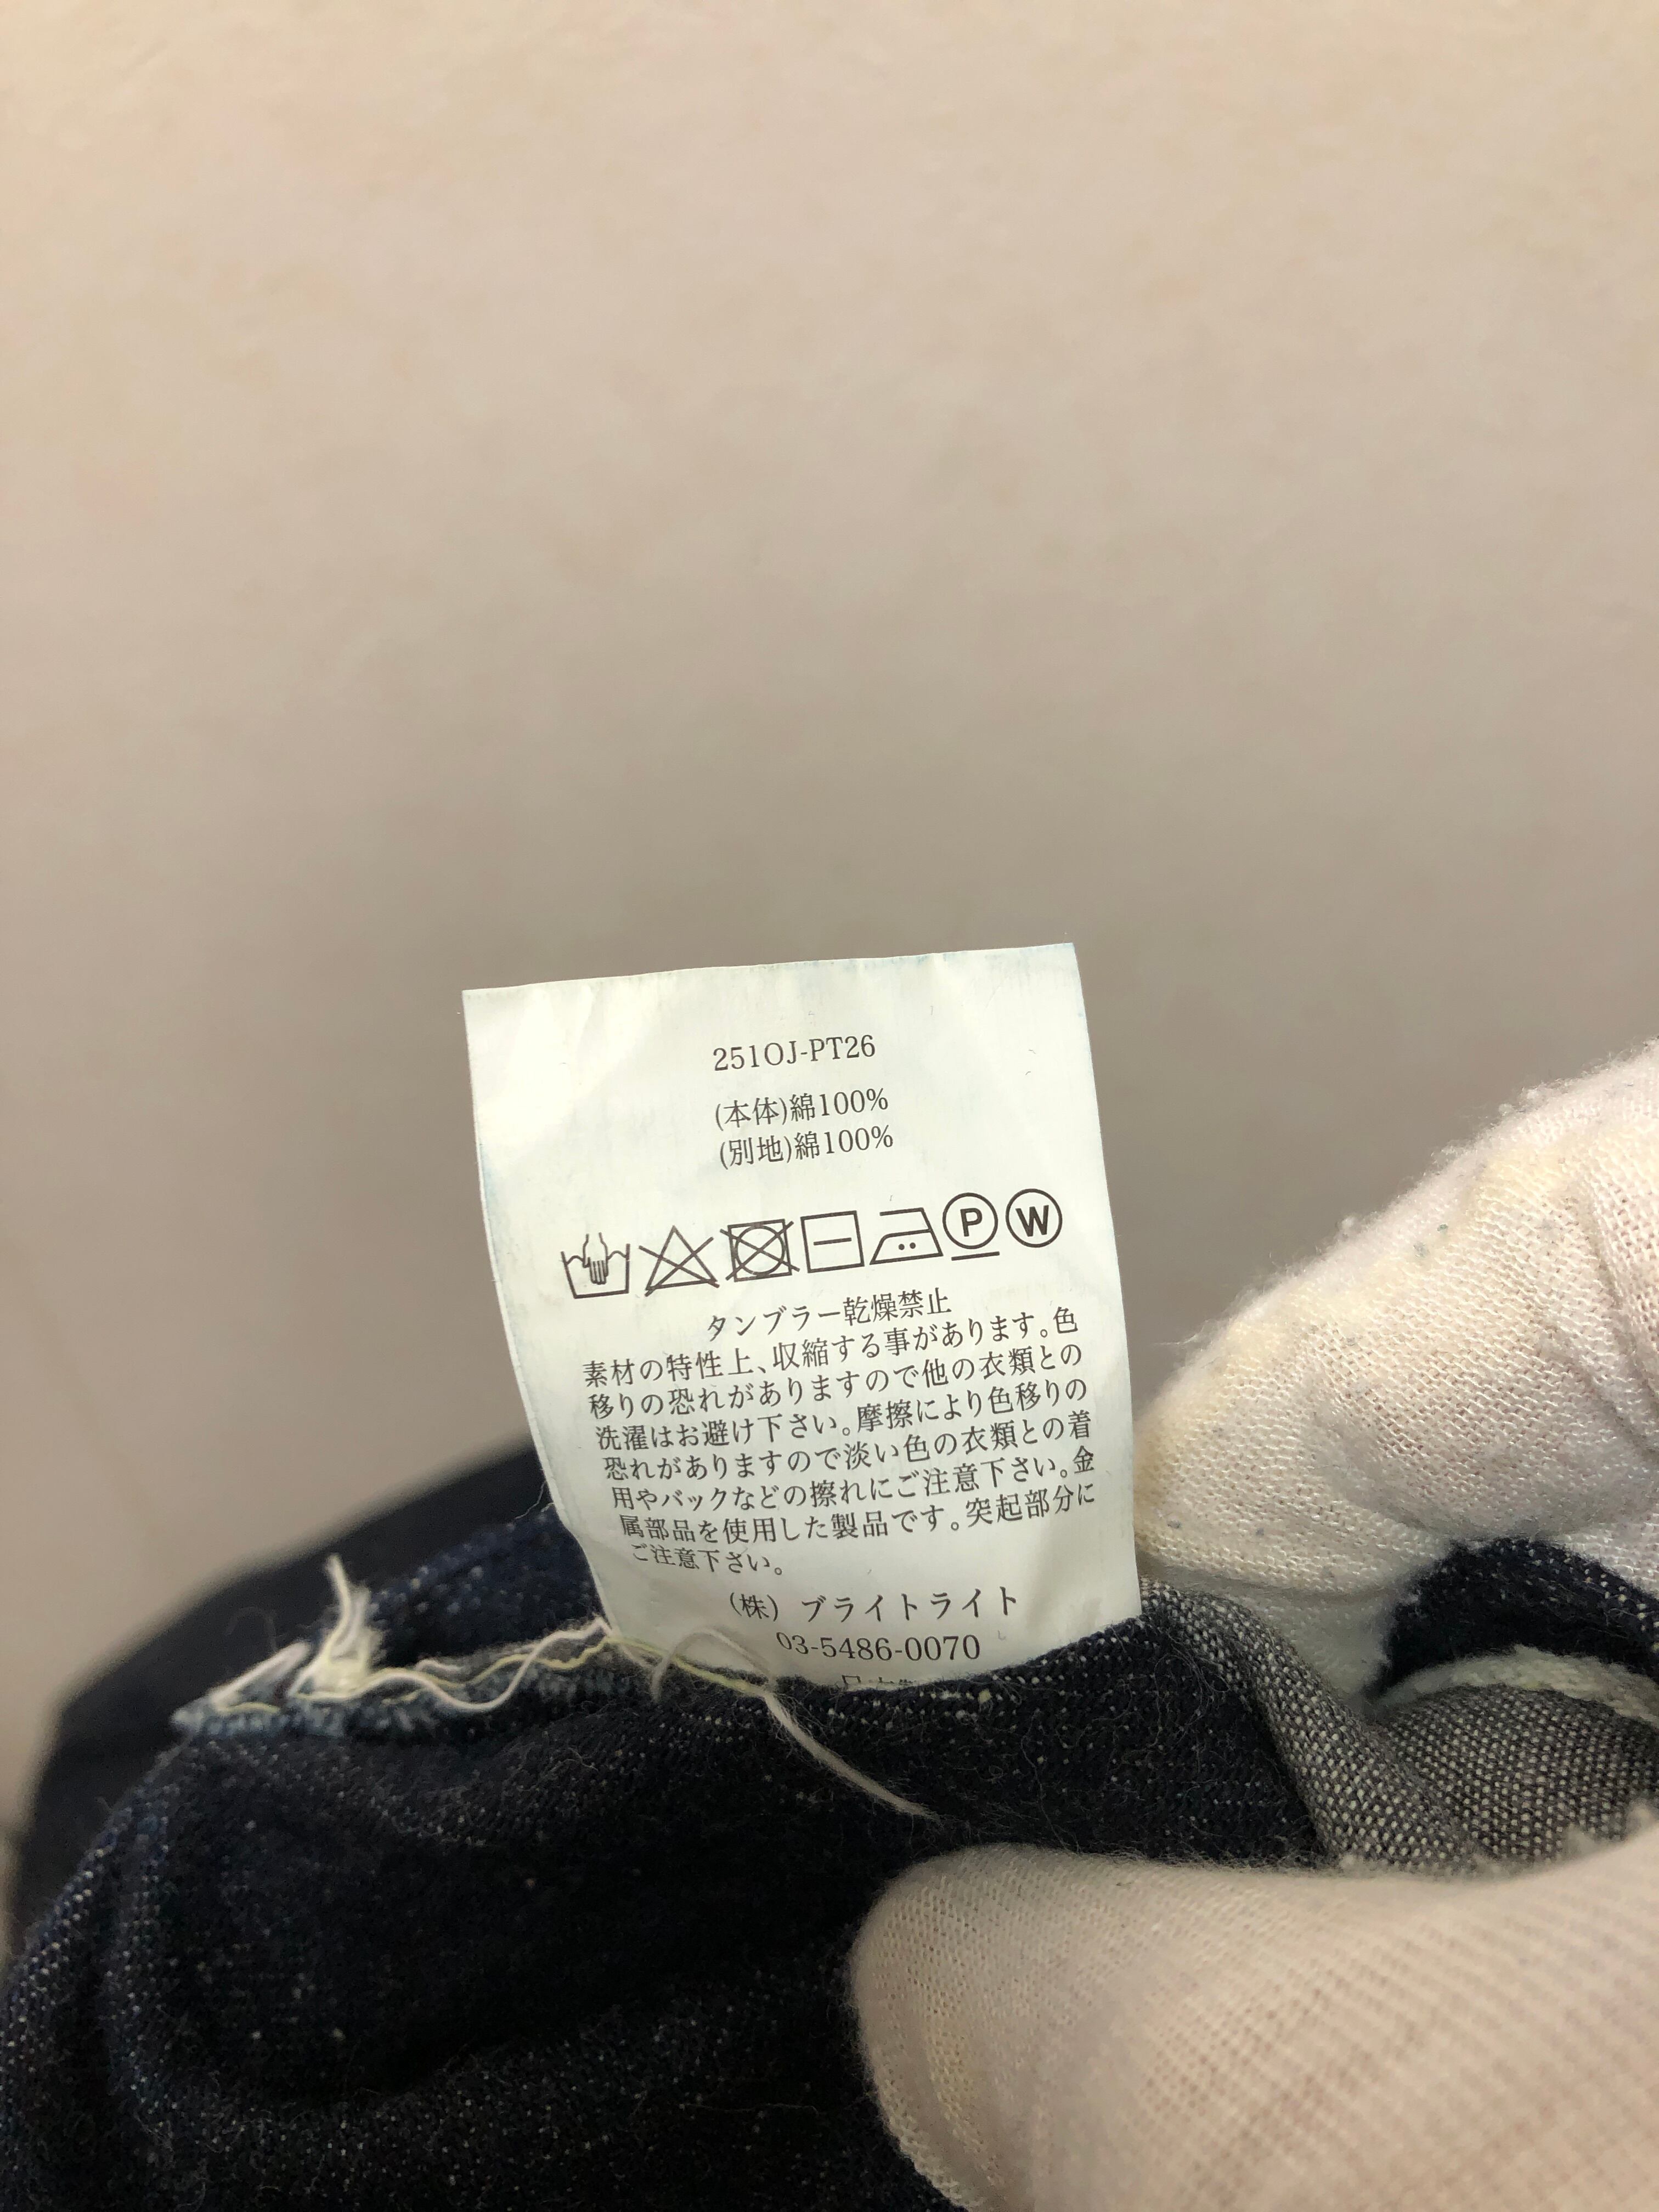 251OJ-PT26
(本体)綿100%
(別地)綿100%
P W
タンブラー乾燥禁止
素材の特性上、収縮する事があります。色
移りの恐れがありますので他の衣類との
洗濯はお避け下さい。摩擦により色移りの
恐れがありますので淡い色の衣類との着
用やバックなどの擦れにご注意下さい。金
属部品を使用した製品です。突起部分に
ご注意下さい。
(株) ブライトライト
03-5486-0070